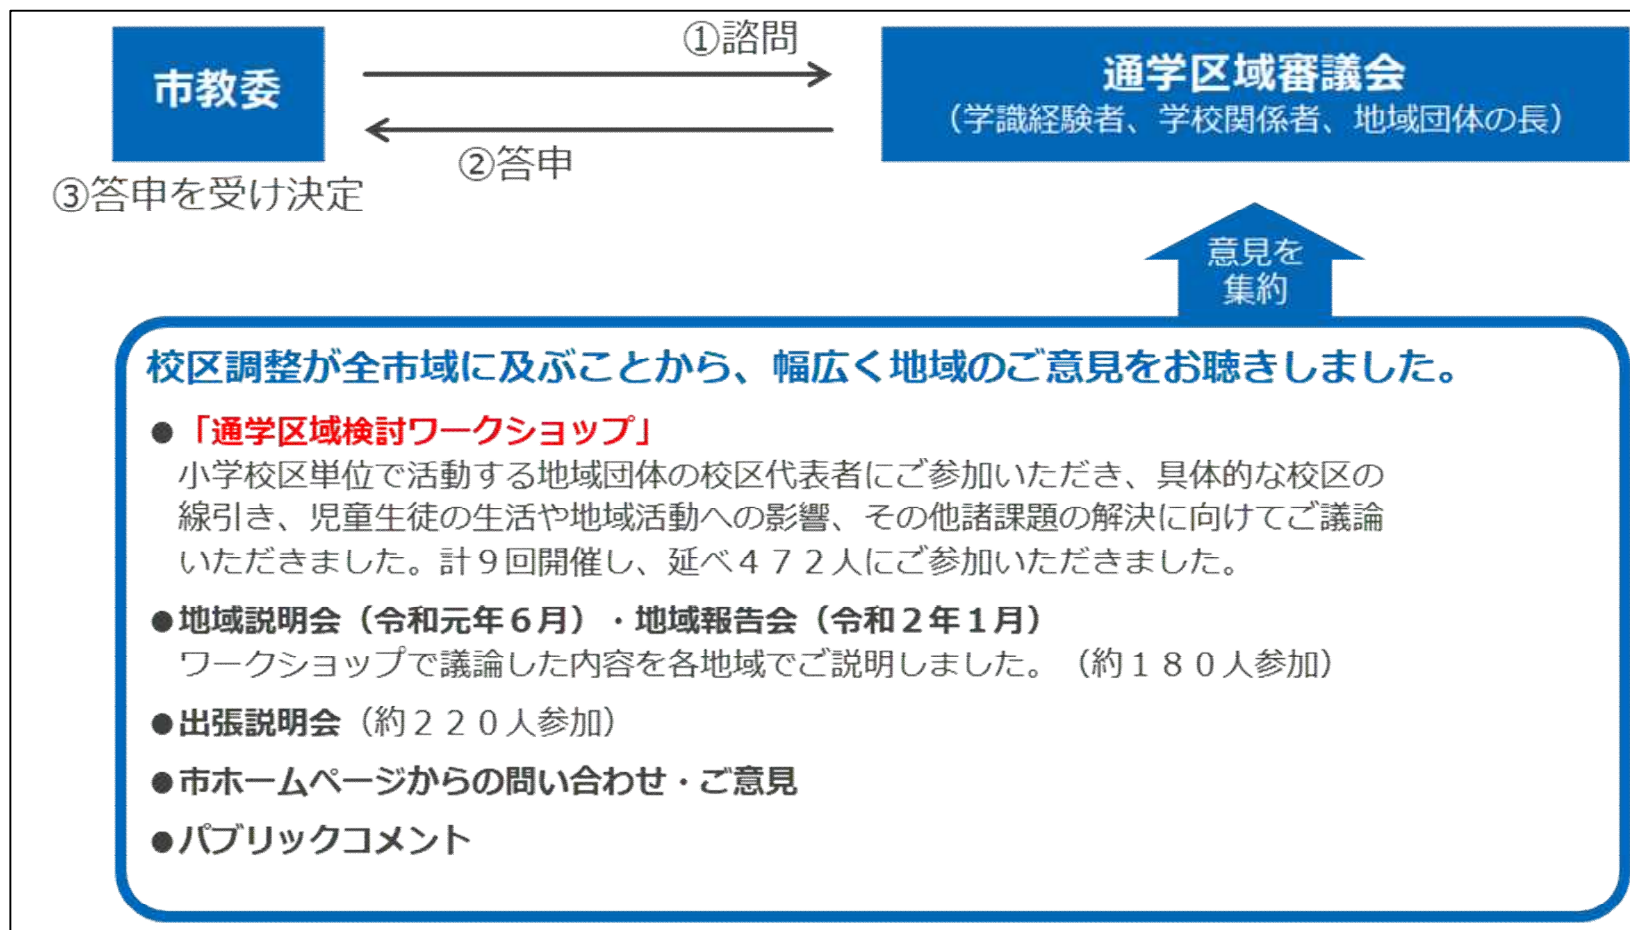 市教委
①諮問
通学区域審議会
（学識経験者、学校関係者、地域団体の長）
②答申
③答申を受け決定
意見を
集約
校区調整が全市域に及ぶことから、幅広く地域のご意見をお聴きしました。
●「通学区域検討ワークショップ」
小学校区単位で活動する地域団体の校区代表者にご参加いただき、具体的な校区の
線引き、児童生徒の生活や地域活動への影響、その他諸課題の解決に向けてご議論
いただきました。計９回開催し、延べ４７２人にご参加いただきました。
●地域説明会（令和元年６月）・地域報告会（令和２年１月）
ワークショップで議論した内容を各地域でご説明しました。（約１８０人参加）
●出張説明会（約２２０人参加）
●市ホームページからの問い合わせ・ご意見
●パブリックコメント